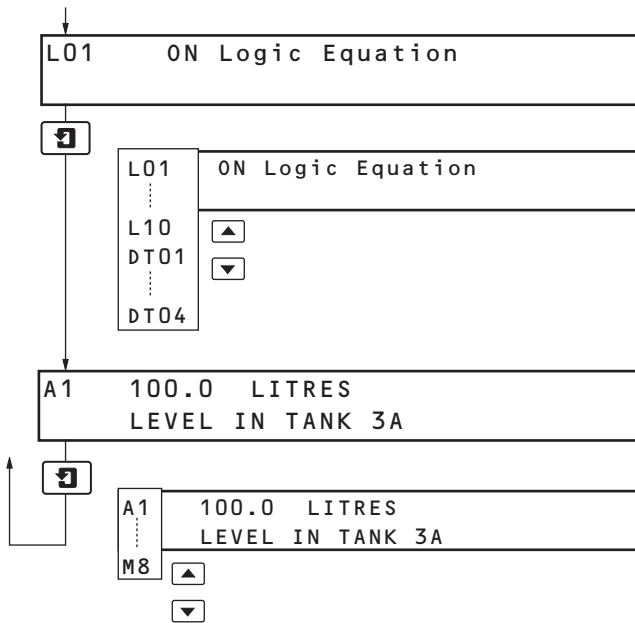 L01 ON Logic Equation
L01 ON Logic Equation
L10
DT01
DT04
A1 100.0 LITRES
LEVEL IN TANK 3A
A1 100.0 LITRES
LEVEL IN TANK 3A
M8